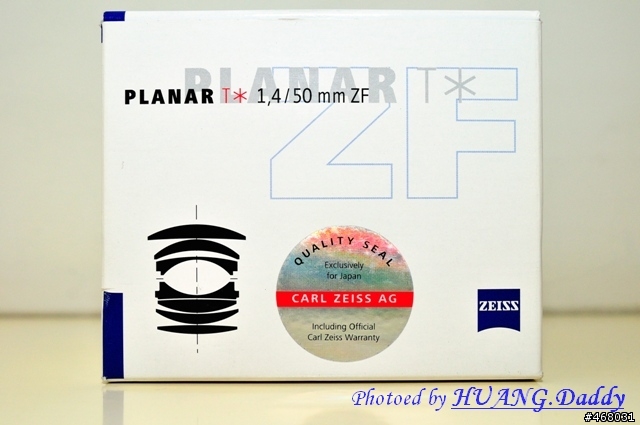 PLANAR T*
ZF
PLANAR T* 1,4/50 mm ZF
QUALITY SEAL
Exclusively
for Japan
CARL ZEISS AG
Including Official
Carl Zeiss Warranty
ZEISS
Photoed by HUANG.Daddy
#468031